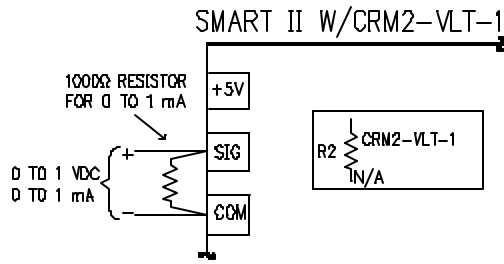 SMART II W/CRM2-VLT-1
1000Ω RESISTOR
FOR 0 TO 1 mA
+5V
SIG
COM
+
−
0 TO 1 VDC
0 TO 1 mA
R2
CRM2-VLT-1
N/A